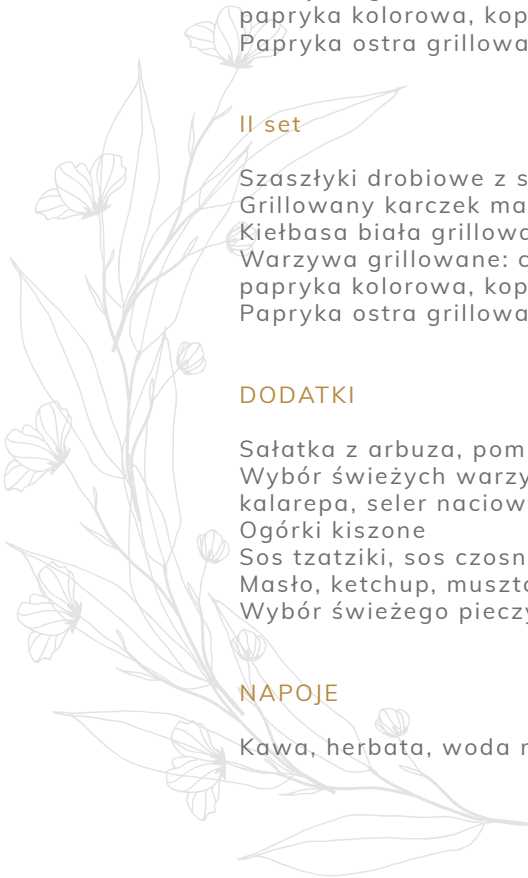 papryka kolorowa, kop
Papryka ostra grillowa
II set
Szaszłyki drobiowe z s
Grillowany karczek ma
Kiełbasa biała grillowa
Warzywa grillowane: c
papryka kolorowa, kop
Papryka ostra grillowa
DODATKI
Sałatka z arbuza, pom
Wybór świeżych warzy
kalarepa, seler naciow
Ogórki kiszone
Sos tzatziki, sos czosn
Masło, ketchup, muszta
Wybór świeżego pieczy
NAPOJE
Kawa, herbata, woda